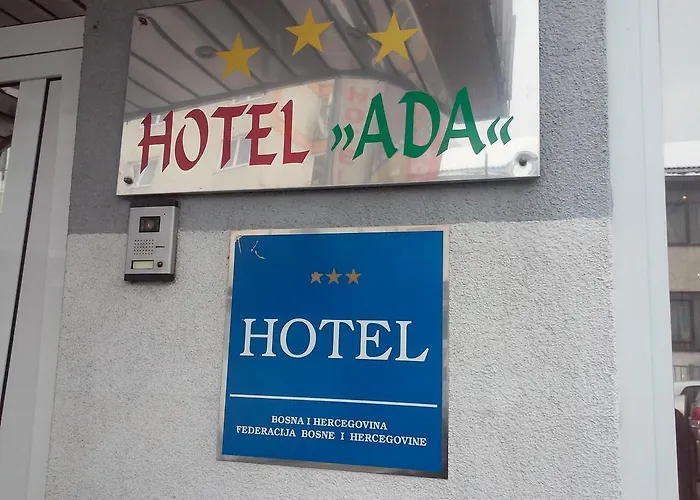 HOTEL »ADA«
HOTEL
BOSNA I HERCEGOVINA
FEDERACIJA BOSNE I HERCEGOVINE